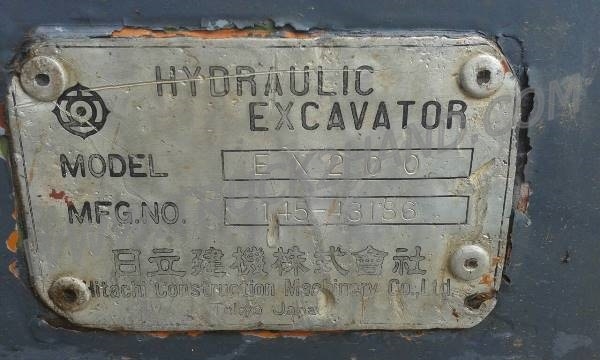 HYDRAULIC
EXCAVATOR
MODEL EX200
MFG.NO. 145-43156
日立建機株式會社
Hitachi Construction Machinery Co., Ltd.
Tokyo Japan